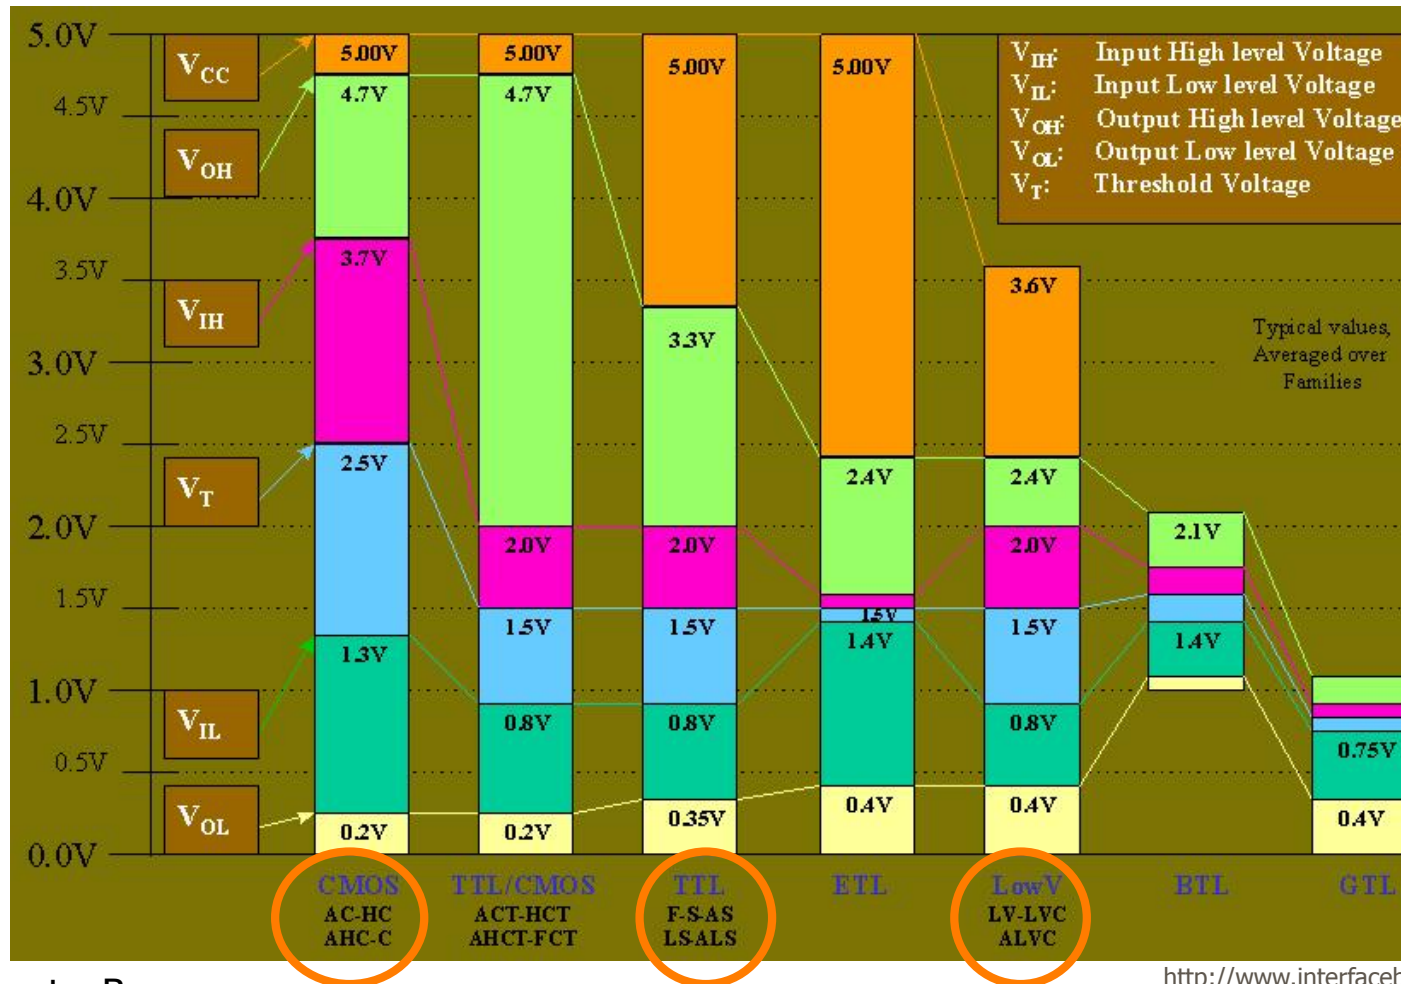 5.0V
4.5V
4.0V
3.5V
3.0V
2.5V
2.0V
1.5V
1.0V
0.5V
0.0V
VCC
VOH
VIH
VT
VIL
VOL
5.00V
4.7V
3.7V
2.5V
1.3V
0.2V
CMOS
AC-HC
AHC-C
5.00V
4.7V
2.0V
1.5V
0.8V
0.2V
TTL/CMOS
ACT-HCT
AHCT-FCT
5.00V
3.3V
2.0V
1.5V
0.8V
0.35V
TTL
F-S-AS
LS-ALS
5.00V
2.4V
1.5V
1.4V
0.4V
ETL
3.6V
2.4V
2.0V
1.5V
0.8V
0.4V
LowV
LV-LVC
ALVC
2.1V
1.4V
BTL
0.75V
0.4V
GTL
VIH: Input High level Voltage
VIL: Input Low level Voltage
VOH: Output High level Voltage
VOL: Output Low level Voltage
VT: Threshold Voltage
Typical values,
Averaged over
Families
http://www.interfaceb